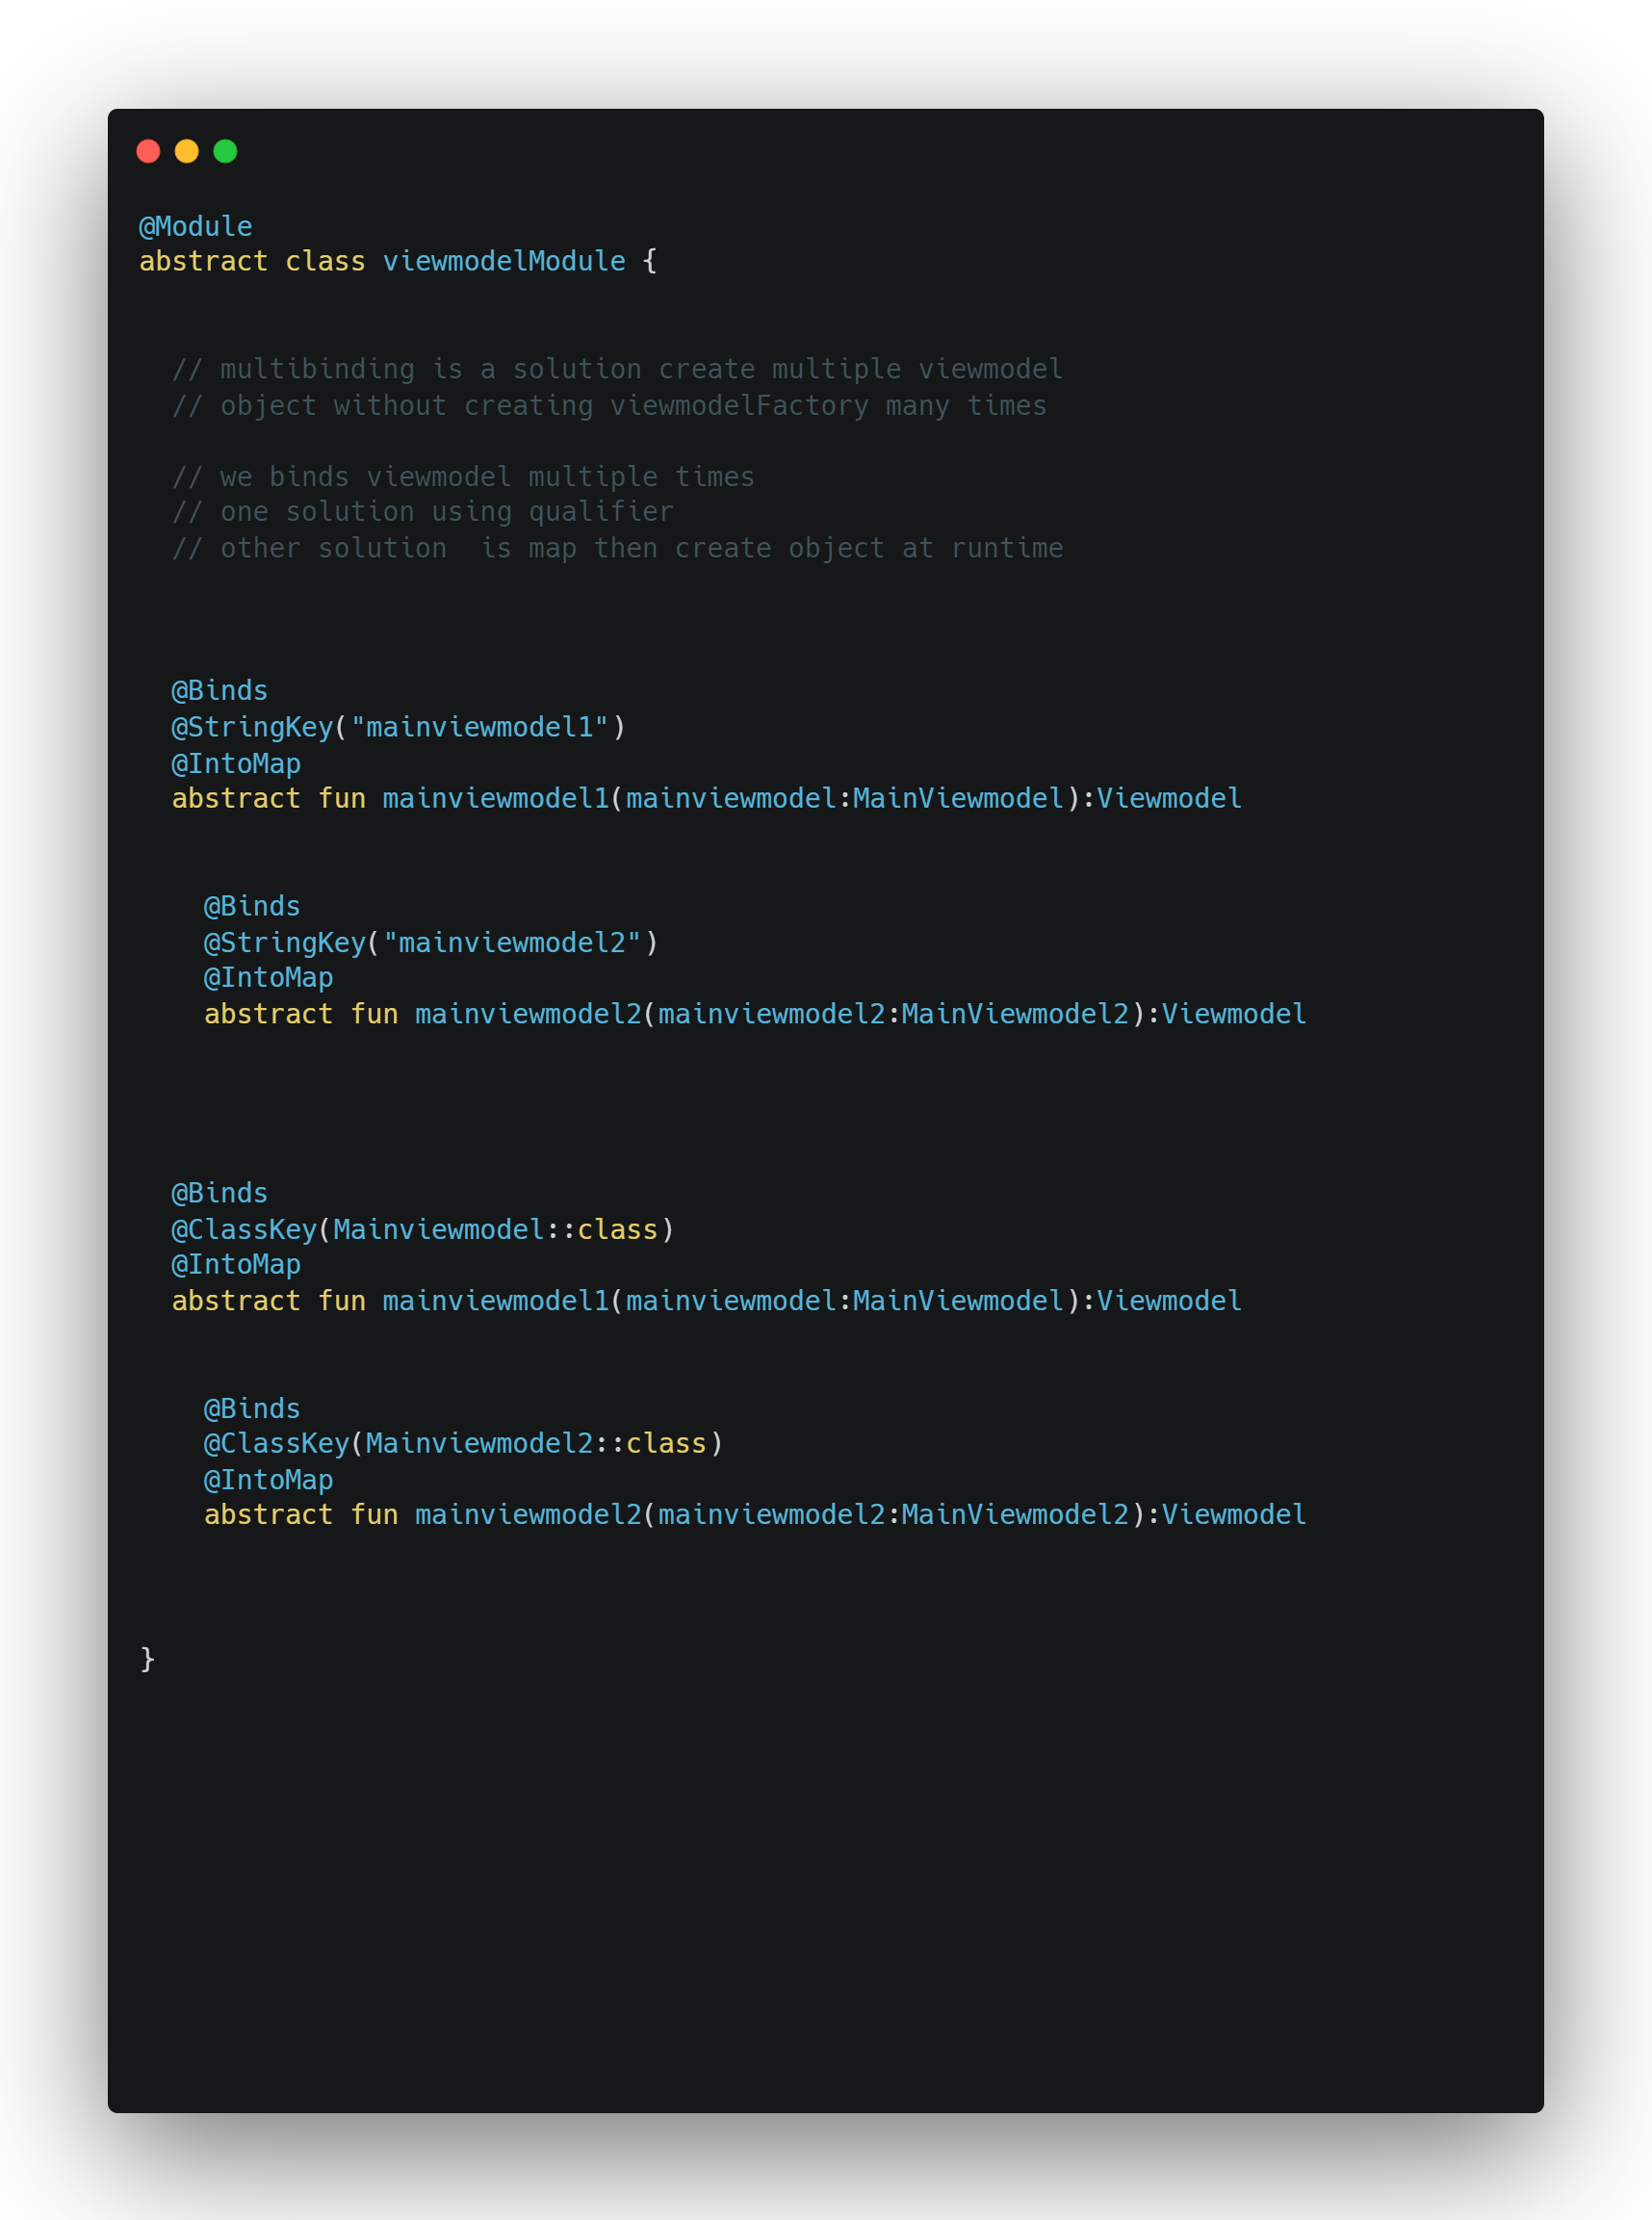 @Module
abstract class viewmodelModule {
// multibinding is a solution create multiple viewmodel
// object without creating viewmodelFactory many times
// we binds viewmodel multiple times
// one solution using qualifier
// other solution  is map then create object at runtime
@Binds
@StringKey("mainviewmodel1")
@IntoMap
abstract fun mainviewmodel1(mainviewmodel:MainViewmodel):Viewmodel
@Binds
@StringKey("mainviewmodel2")
@IntoMap
abstract fun mainviewmodel2(mainviewmodel2:MainViewmodel2):Viewmodel
@Binds
@ClassKey(Mainviewmodel::class)
@IntoMap
abstract fun mainviewmodel1(mainviewmodel:MainViewmodel):Viewmodel
@Binds
@ClassKey(Mainviewmodel2::class)
@IntoMap
abstract fun mainviewmodel2(mainviewmodel2:MainViewmodel2):Viewmodel
}